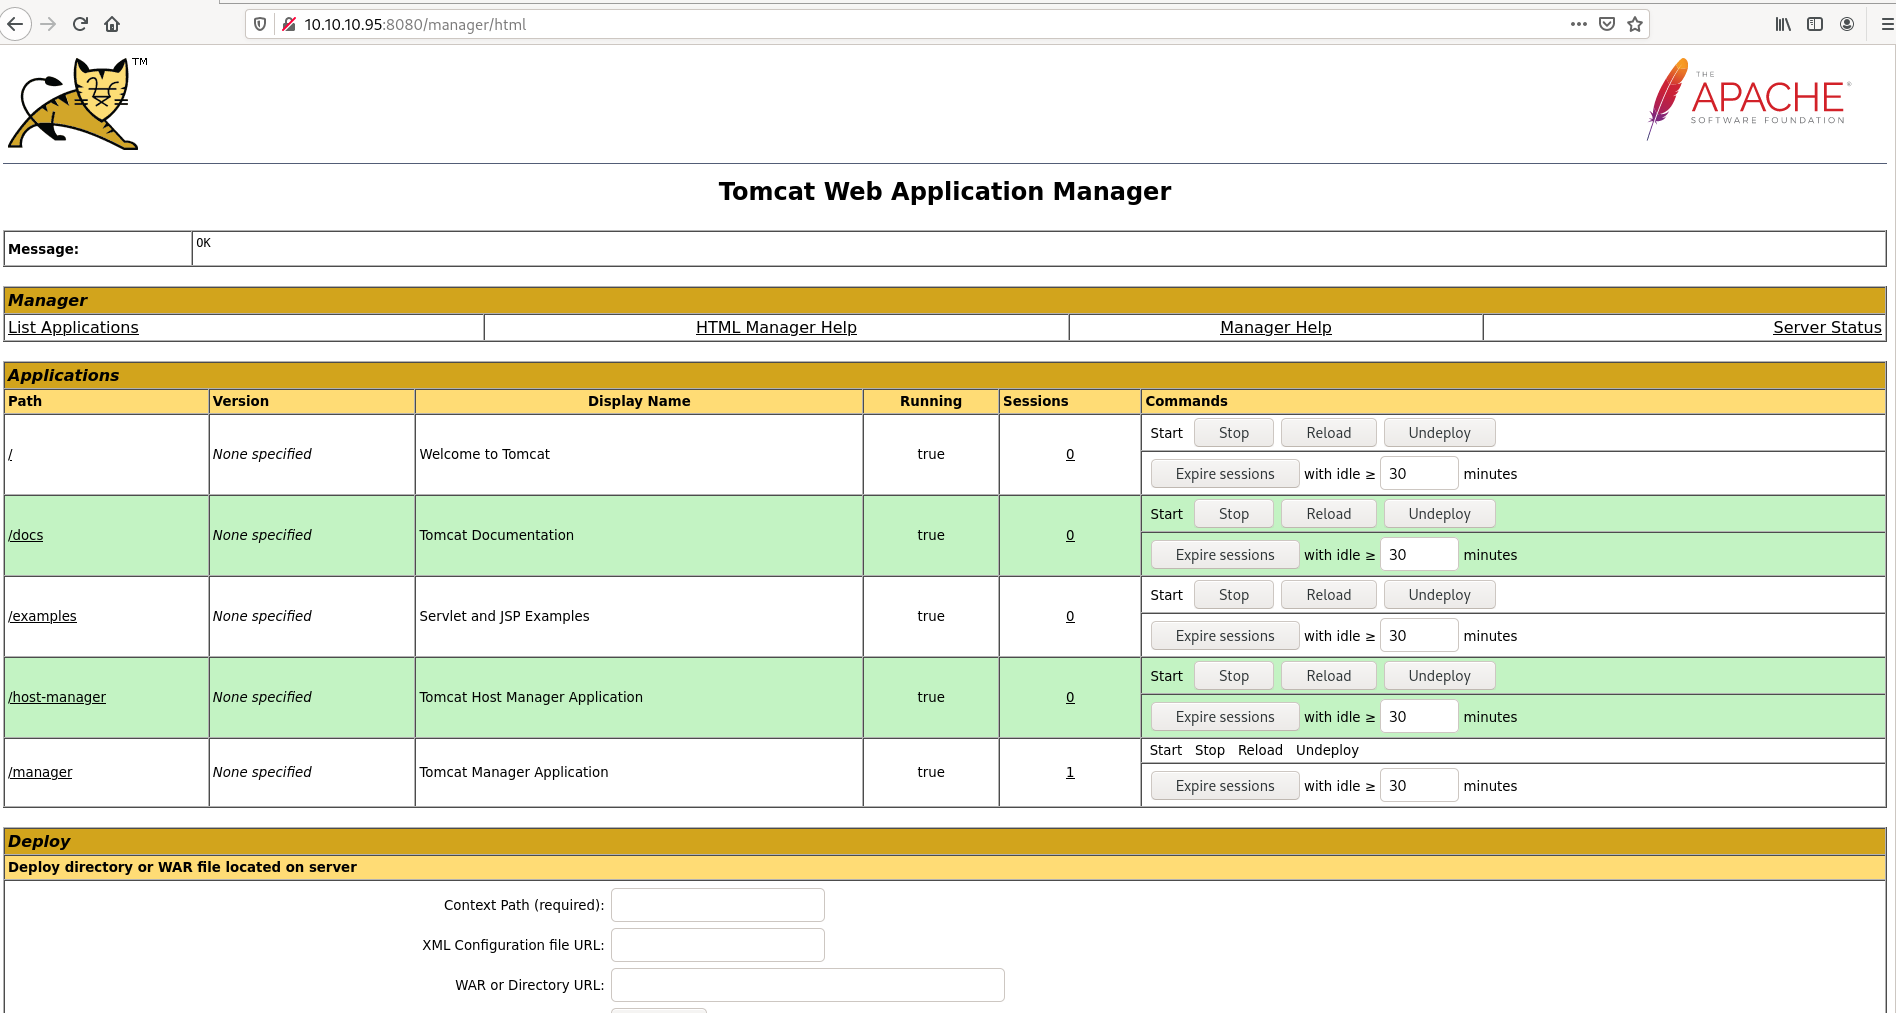 10.10.10.95:8080/manager/html
TM
THE
APACHE®
SOFTWARE FOUNDATION
Tomcat Web Application Manager
Message: OK
Manager
List Applications HTML Manager Help Manager Help Server Status
Applications
Path Version Display Name Running Sessions Commands
/ None specified Welcome to Tomcat true 0 Start Stop Reload Undeploy
Expire sessions with idle ≥ 30 minutes
/docs None specified Tomcat Documentation true 0 Start Stop Reload Undeploy
Expire sessions with idle ≥ 30 minutes
/examples None specified Servlet and JSP Examples true 0 Start Stop Reload Undeploy
Expire sessions with idle ≥ 30 minutes
/host-manager None specified Tomcat Host Manager Application true 0 Start Stop Reload Undeploy
Expire sessions with idle ≥ 30 minutes
/manager None specified Tomcat Manager Application true 1 Start Stop Reload Undeploy
Expire sessions with idle ≥ 30 minutes
Deploy
Deploy directory or WAR file located on server
Context Path (required):
XML Configuration file URL:
WAR or Directory URL: